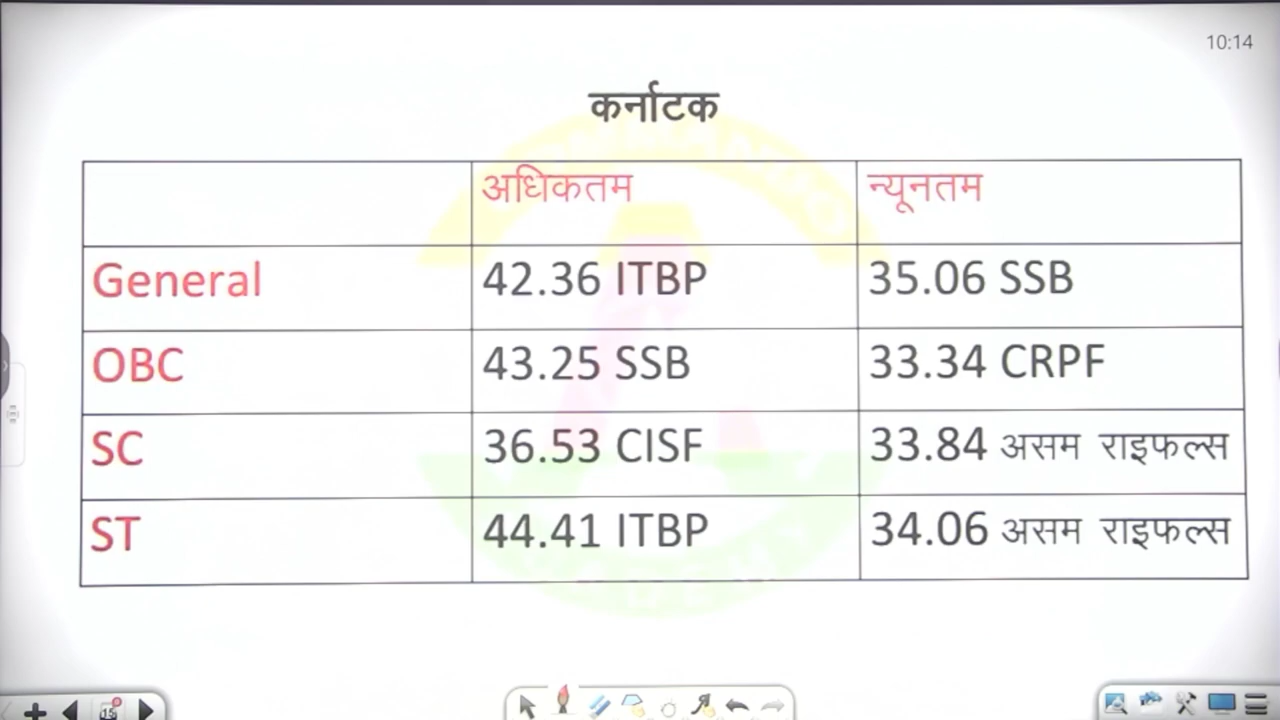 10:14
कर्नाटक
अधिकतम न्यूनतम
General 42.36 ITBP 35.06 SSB
OBC 43.25 SSB 33.34 CRPF
SC 36.53 CISF 33.84 असम राइफल्स
ST 44.41 ITBP 34.06 असम राइफल्स